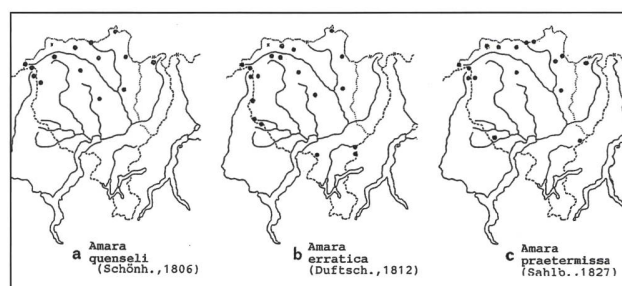 Amara
a quenseli
(Schönh.,1806)
Amara
b erratica
(Duftsch.,1812)
Amara
c praetermissa
(Sahlb.,1827)